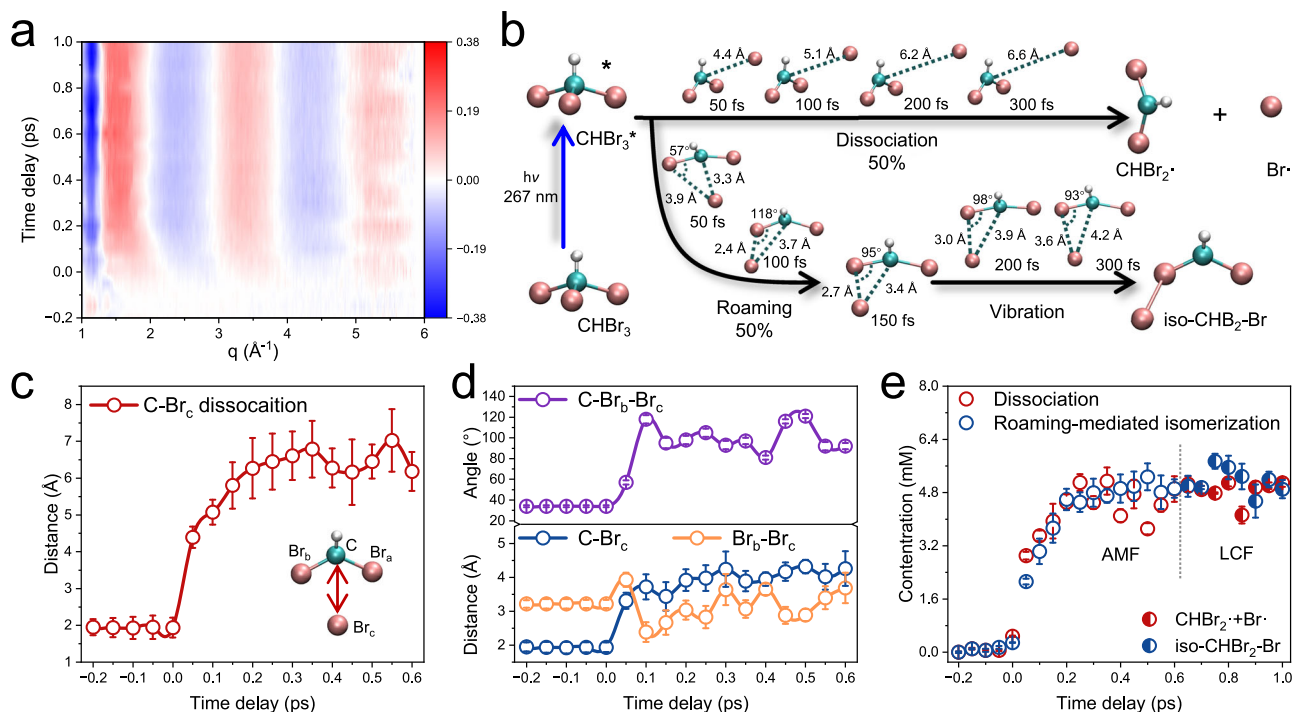 a
Time delay (ps)
1.0
0.8
0.6
0.4
0.2
0.0
−0.2
1
2
3
4
5
6
q (Å⁻¹)
0.38
0.19
0.00
−0.19
−0.38
b
*
CHBr₃*
hν
267 nm
CHBr₃
4.4 Å
5.1 Å
6.2 Å
6.6 Å
50 fs
100 fs
200 fs
300 fs
Dissociation
50%
CHBr₂·
+
Br·
57°
3.3 Å
3.9 Å
50 fs
118°
2.4 Å
3.7 Å
100 fs
Roaming
50%
95°
2.7 Å
3.4 Å
150 fs
98°
3.0 Å
3.9 Å
200 fs
93°
3.6 Å
4.2 Å
300 fs
Vibration
iso-CHB₂-Br
c
C-Br_c dissocaition
Distance (Å)
8
7
6
5
4
3
2
1
Br_b
C
Br_a
Br_c
−0.2 −0.1 0.0 0.1 0.2 0.3 0.4 0.5 0.6
Time delay (ps)
d
C-Br_b-Br_c
Angle (°)
140
120
100
80
60
40
20
C-Br_c
Br_b-Br_c
Distance (Å)
5
4
3
2
−0.2 −0.1 0.0 0.1 0.2 0.3 0.4 0.5 0.6
Time delay (ps)
e
Dissociation
Roaming-mediated isomerization
Contentration (mM)
8.0
6.4
4.8
3.2
1.6
0.0
AMF
LCF
CHBr₂·+Br·
iso-CHBr₂-Br
−0.2 0.0 0.2 0.4 0.6 0.8 1.0
Time delay (ps)